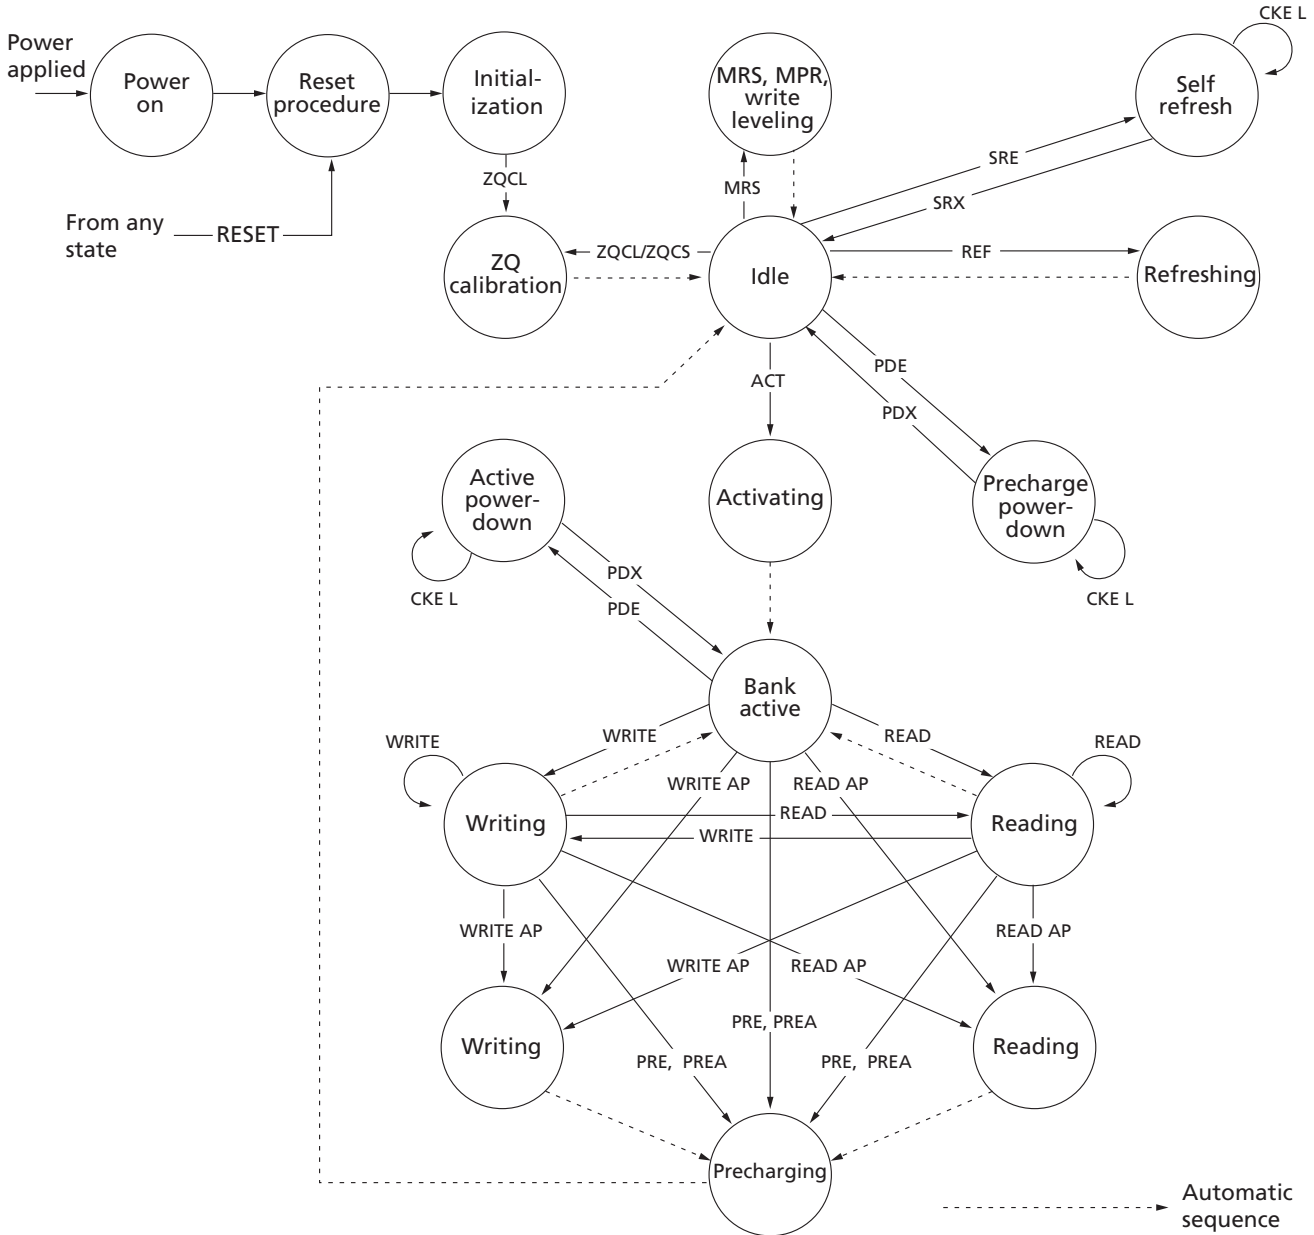 CKE L
Power
applied
Power
on
Reset
procedure
Initial-
ization
MRS, MPR,
write
leveling
Self
refresh
SRE
ZQCL
MRS
SRX
From any
state
RESET
ZQCL/ZQCS
REF
ZQ
calibration
Idle
Refreshing
PDE
ACT
PDX
Active
power-
down
Activating
Precharge
power-
down
PDX
CKE L
PDE
CKE L
Bank
active
WRITE
WRITE
READ
READ
WRITE AP
READ AP
READ
Writing
Reading
WRITE
WRITE AP
READ AP
WRITE AP
READ AP
PRE, PREA
Writing
Reading
PRE, PREA
PRE, PREA
Precharging
Automatic
sequence